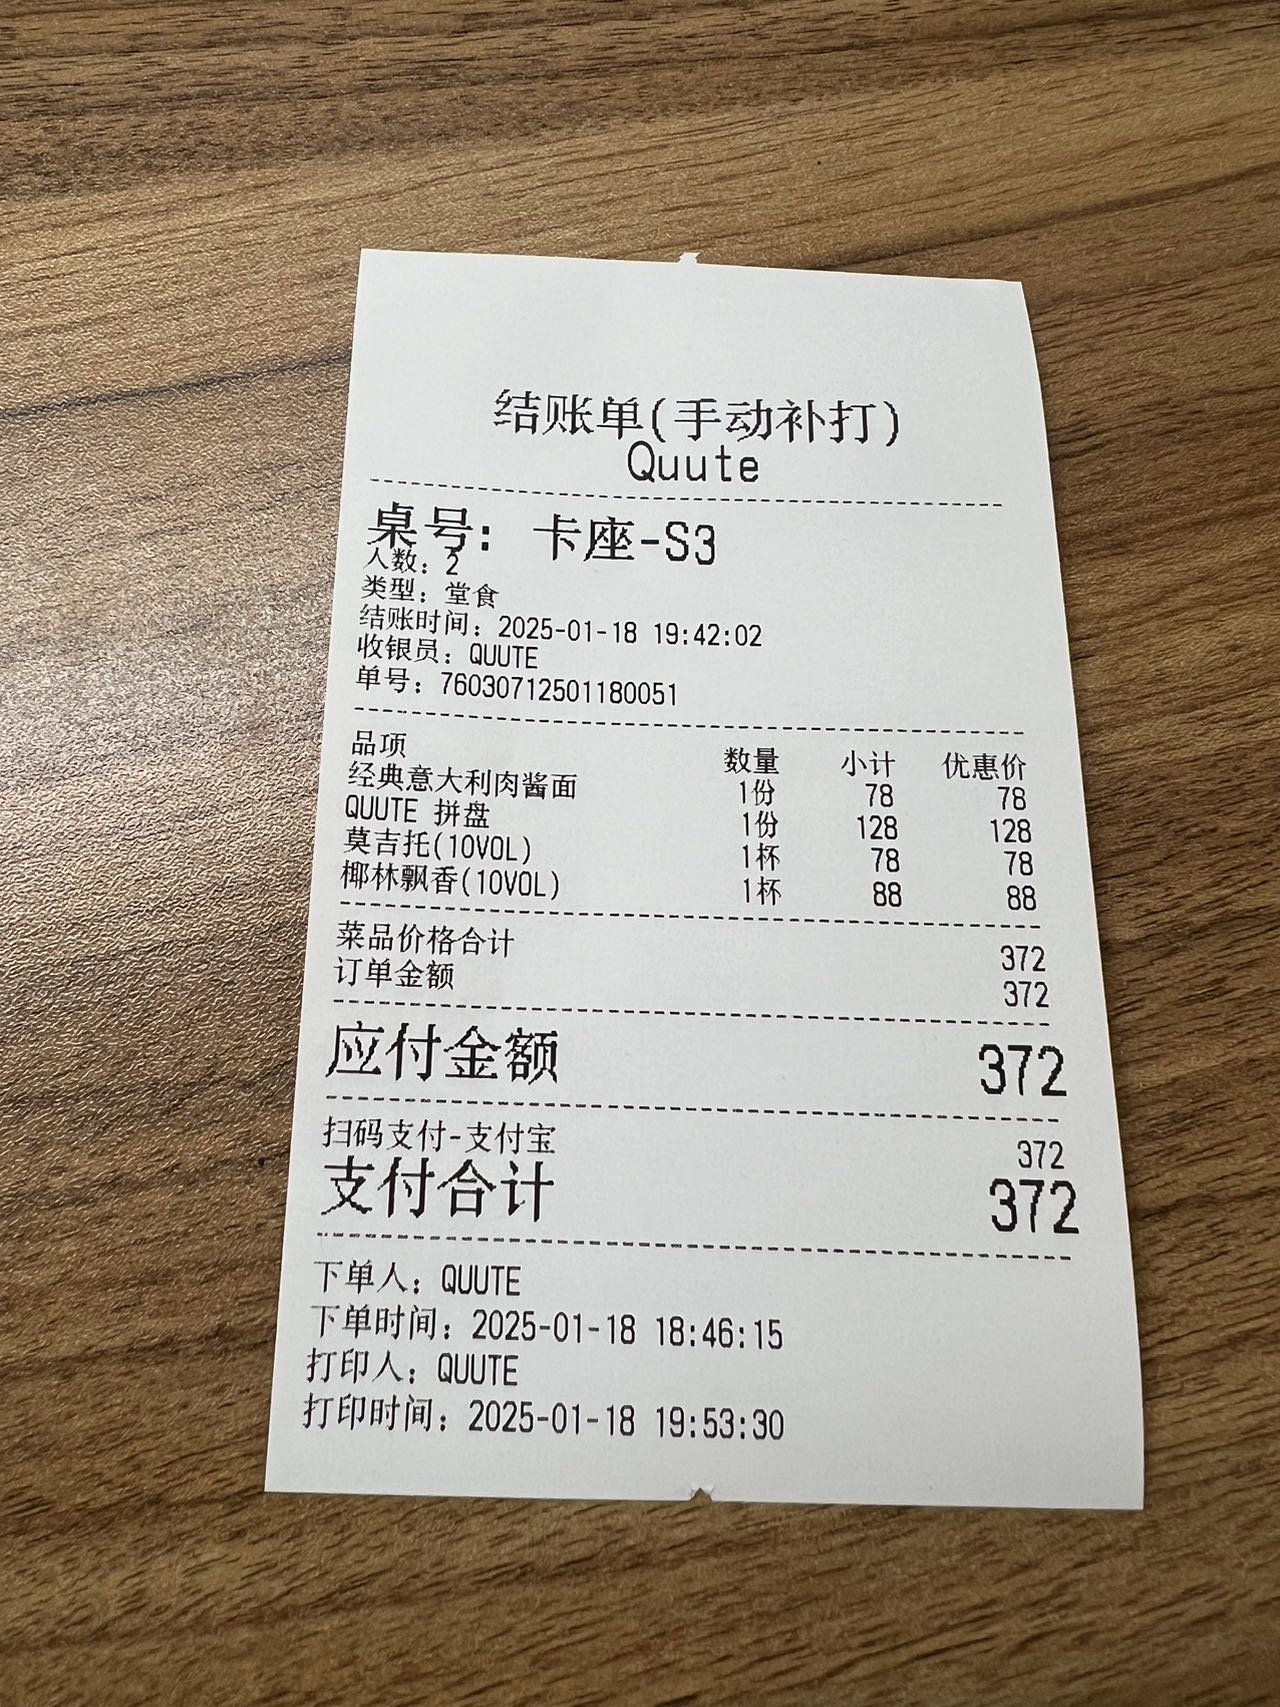 结账单(手动补打)
Quute
桌号: 卡座-S3
人数: 2
类型: 堂食
结账时间: 2025-01-18 19:42:02
收银员: QUUTE
单号: 76030712501180051
品项 数量 小计 优惠价
经典意大利肉酱面 1份 78 78
QUUTE 拼盘 1份 128 128
莫吉托(10VOL) 1杯 78 78
椰林飘香(10VOL) 1杯 88 88
菜品价格合计 372
订单金额 372
应付金额 372
扫码支付-支付宝 372
支付合计 372
下单人: QUUTE
下单时间: 2025-01-18 18:46:15
打印人: QUUTE
打印时间: 2025-01-18 19:53:30